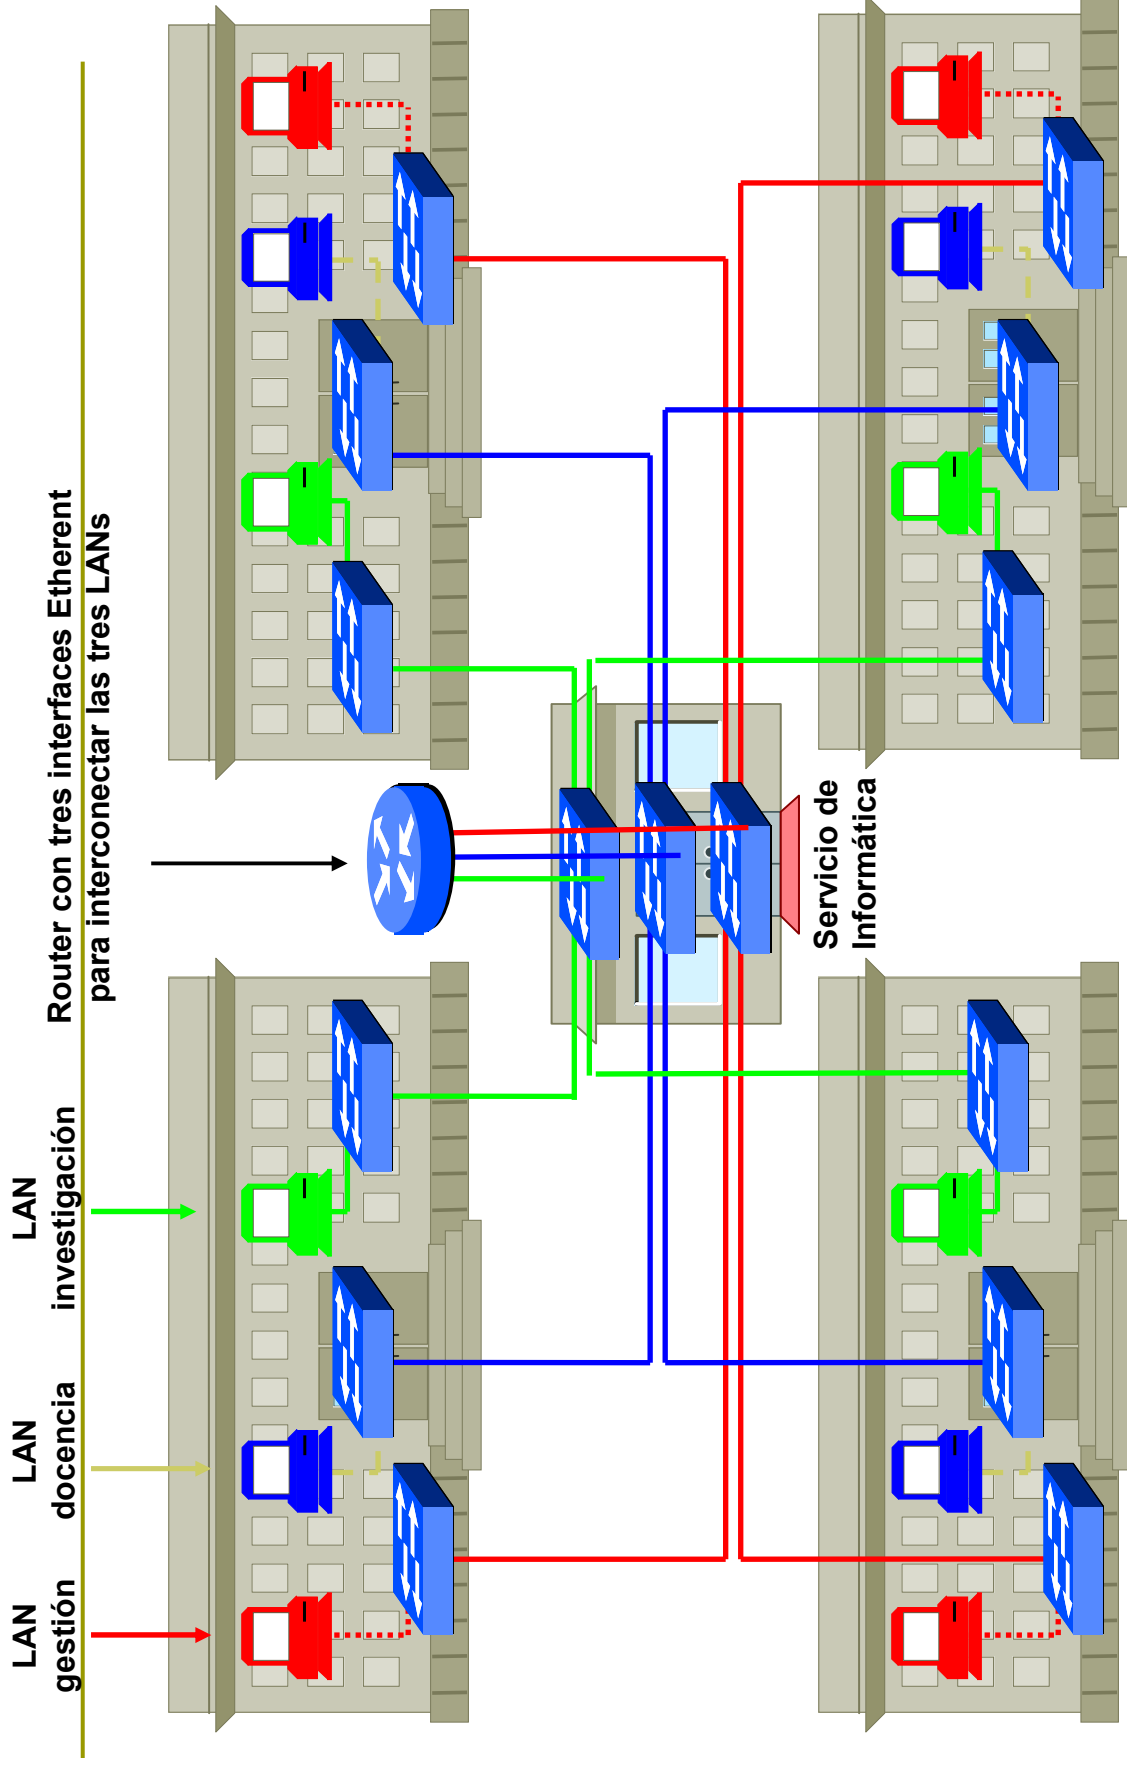 LAN
gestión
LAN
docencia
LAN
investigación
Router con tres interfaces Etherent
para interconectar las tres LANs
Servicio de
Informática